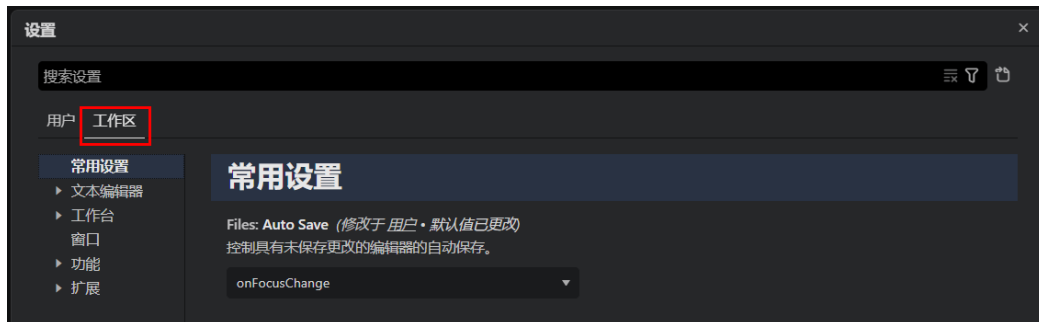 设置
搜索设置
用户 工作区
常用设置
文本编辑器
工作台
窗口
功能
扩展
常用设置
Files: Auto Save (修改于 用户 • 默认值已更改)
控制具有未保存更改的编辑器的自动保存。
onFocusChange